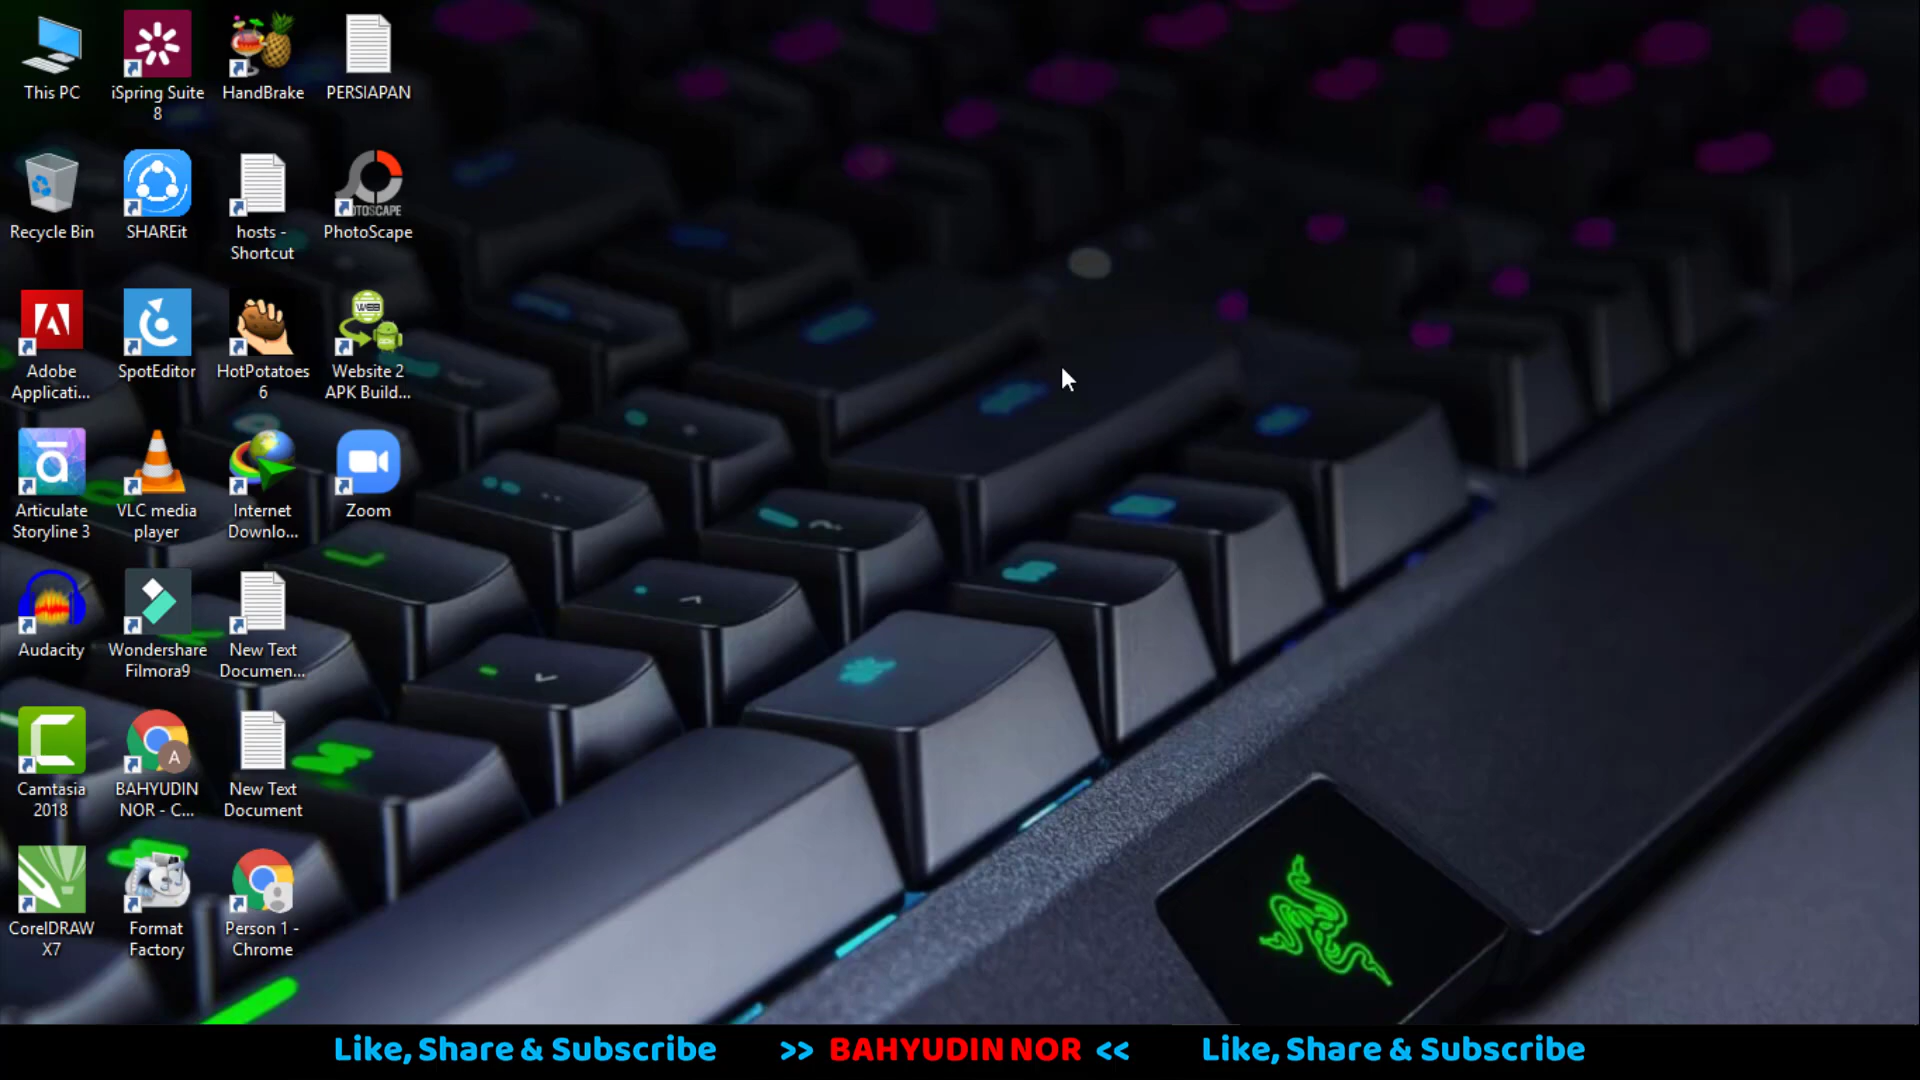 This PC
iSpring Suite
8
HandBrake
PERSIAPAN
Recycle Bin
SHAREit
hosts -
Shortcut
PhotoScape
Adobe
Applicati...
SpotEditor
HotPotatoes
6
Website 2
APK Build...
Articulate
Storyline 3
VLC media
player
Internet
Downlo...
Zoom
Audacity
Wondershare
Filmora9
New Text
Documen...
Camtasia
2018
BAHYUDIN
NOR - C...
New Text
Document
CorelDRAW
X7
Format
Factory
Person 1 -
Chrome
Like, Share & Subscribe >> BAHYUDIN NOR << Like, Share & Subscribe